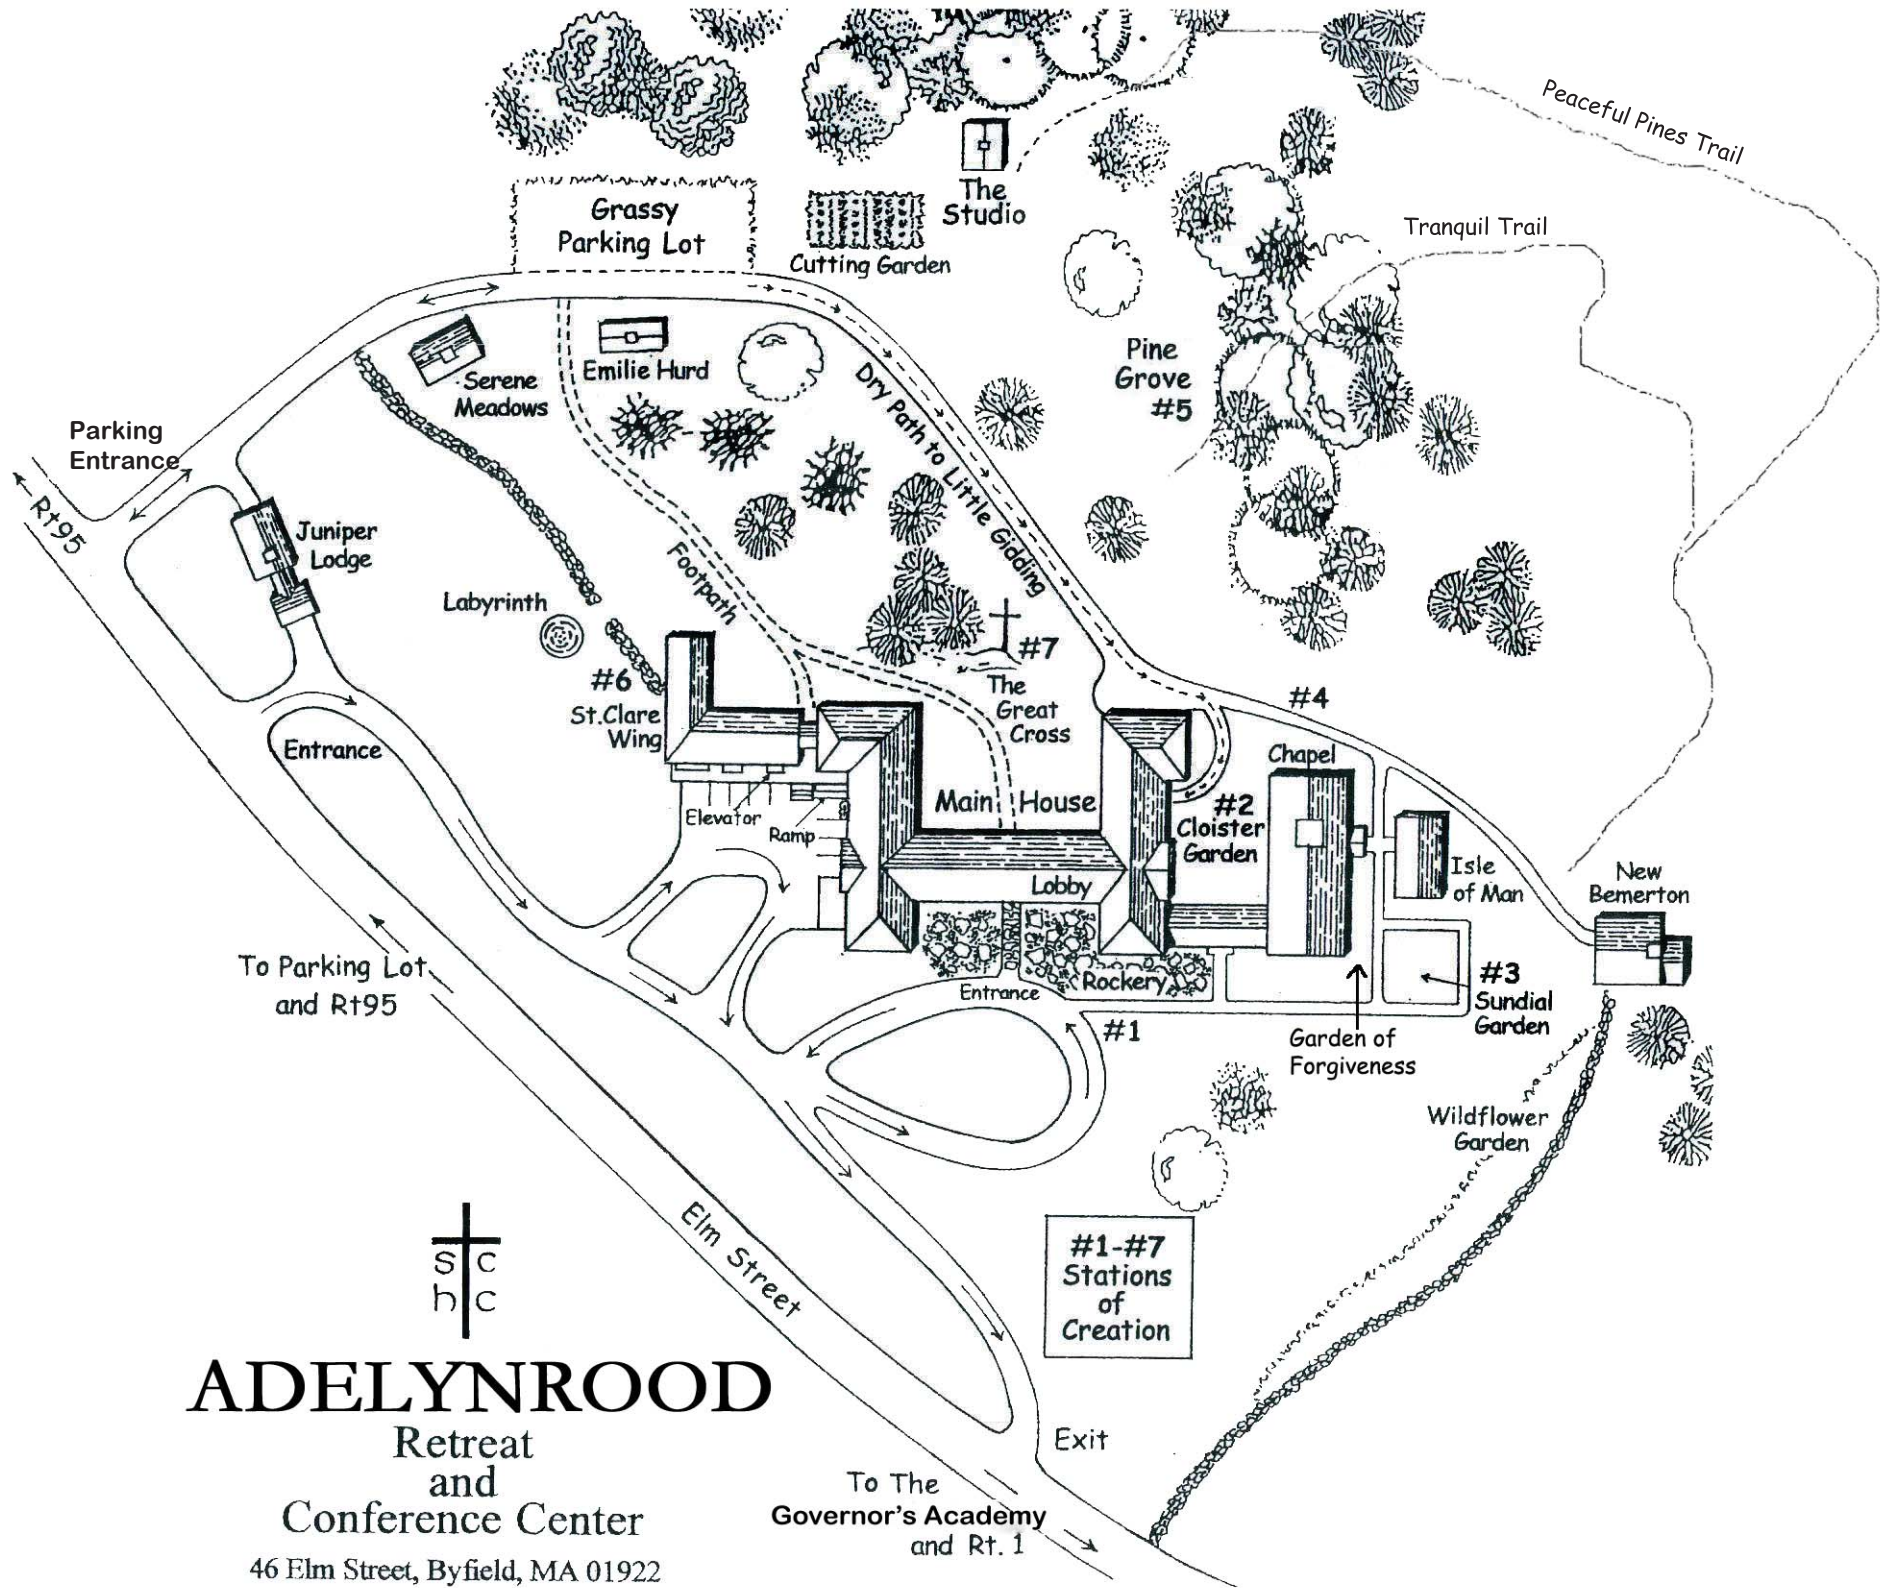 Peaceful Pines Trail
Grassy
Parking Lot
The
Studio
Cutting Garden
Tranquil Trail
Pine
Grove
#5
Serene
Meadows
Emilie Hurd
Dry Path to Little Gidding
Parking
Entrance
Rt95
Juniper
Lodge
Labyrinth
Footpath
#7
The
Great
Cross
#6
St.Clare
Wing
#4
Entrance
Chapel
Elevator
Ramp
Main House
#2
Cloister
Garden
Lobby
Isle
of Man
New
Bemerton
To Parking Lot
and Rt95
Entrance
Rockery
#3
Sundial
Garden
#1
Garden of
Forgiveness
Wildflower
Garden
Elm Street
#1-#7
Stations
of
Creation
s c
h c
ADELYNROOD
Retreat
and
Conference Center
46 Elm Street, Byfield, MA 01922
Exit
To The
Governor's Academy
and Rt. 1